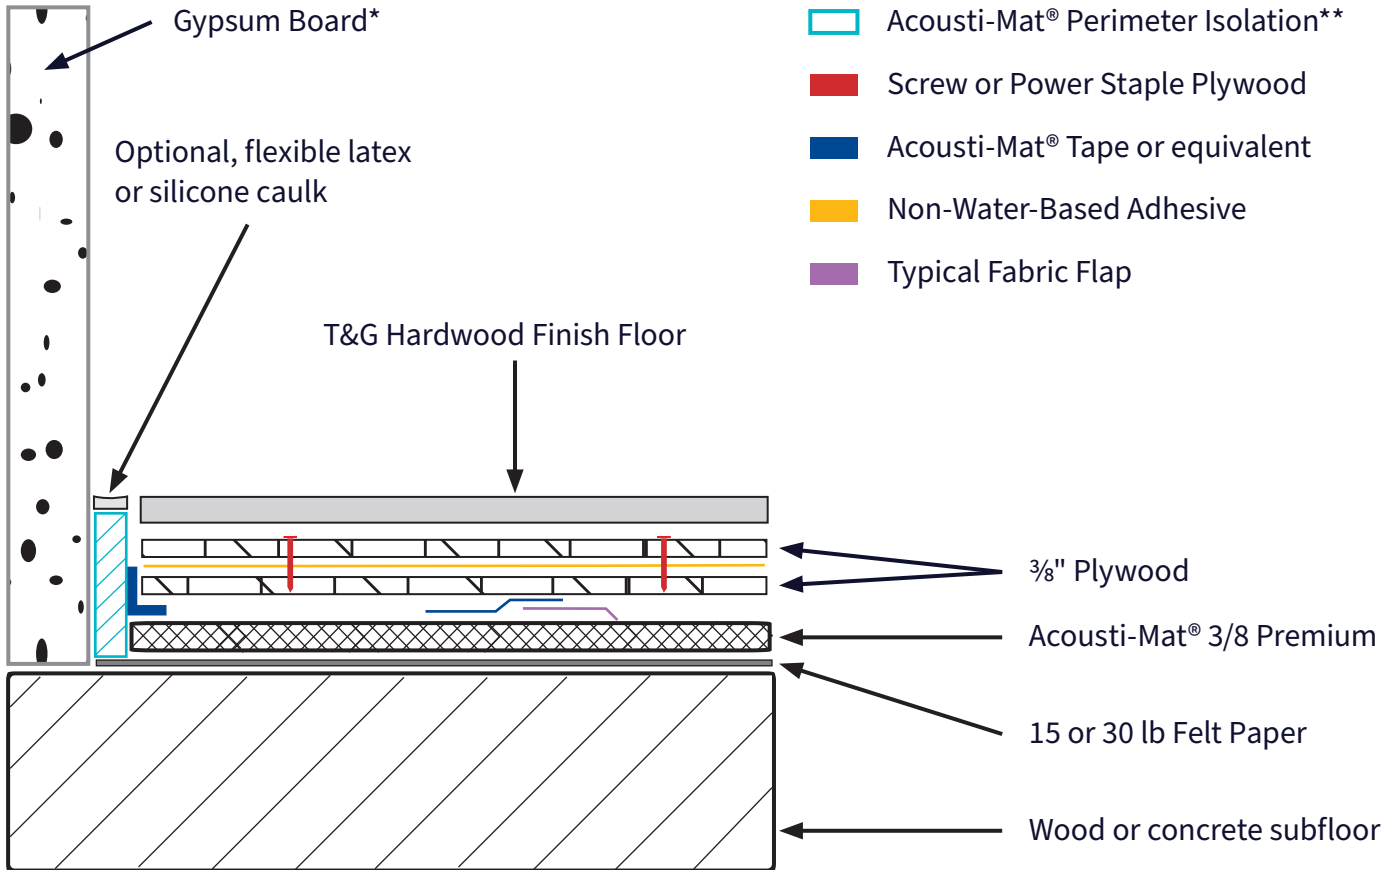 Gypsum Board*
Optional, flexible latex
or silicone caulk
T&G Hardwood Finish Floor
Acousti-Mat® Perimeter Isolation**
Screw or Power Staple Plywood
Acousti-Mat® Tape or equivalent
Non-Water-Based Adhesive
Typical Fabric Flap
⅜" Plywood
Acousti-Mat® 3/8 Premium
15 or 30 lb Felt Paper
Wood or concrete subfloor